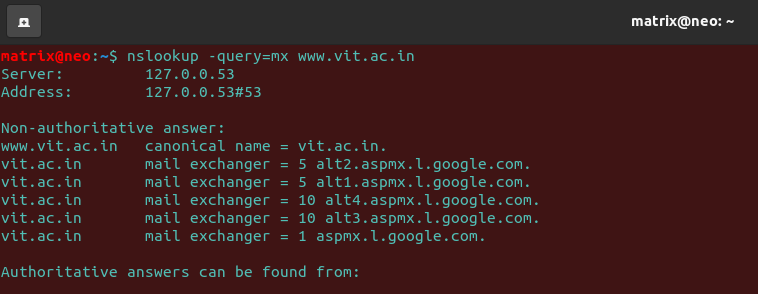 matrix@neo: ~
matrix@neo:~$ nslookup -query=mx www.vit.ac.in
Server:         127.0.0.53
Address:        127.0.0.53#53
Non-authoritative answer:
www.vit.ac.in   canonical name = vit.ac.in.
vit.ac.in       mail exchanger = 5 alt2.aspmx.l.google.com.
vit.ac.in       mail exchanger = 5 alt1.aspmx.l.google.com.
vit.ac.in       mail exchanger = 10 alt4.aspmx.l.google.com.
vit.ac.in       mail exchanger = 10 alt3.aspmx.l.google.com.
vit.ac.in       mail exchanger = 1 aspmx.l.google.com.
Authoritative answers can be found from: